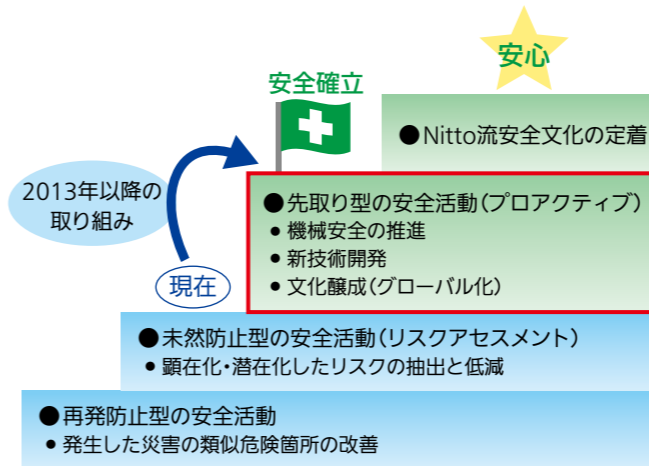 安心
安全確立
●Nitto流安全文化の定着
2013年以降の
取り組み
●先取り型の安全活動(プロアクティブ)
• 機械安全の推進
• 新技術開発
• 文化醸成(グローバル化)
現在
●未然防止型の安全活動(リスクアセスメント)
• 顕在化・潜在化したリスクの抽出と低減
●再発防止型の安全活動
• 発生した災害の類似危険箇所の改善